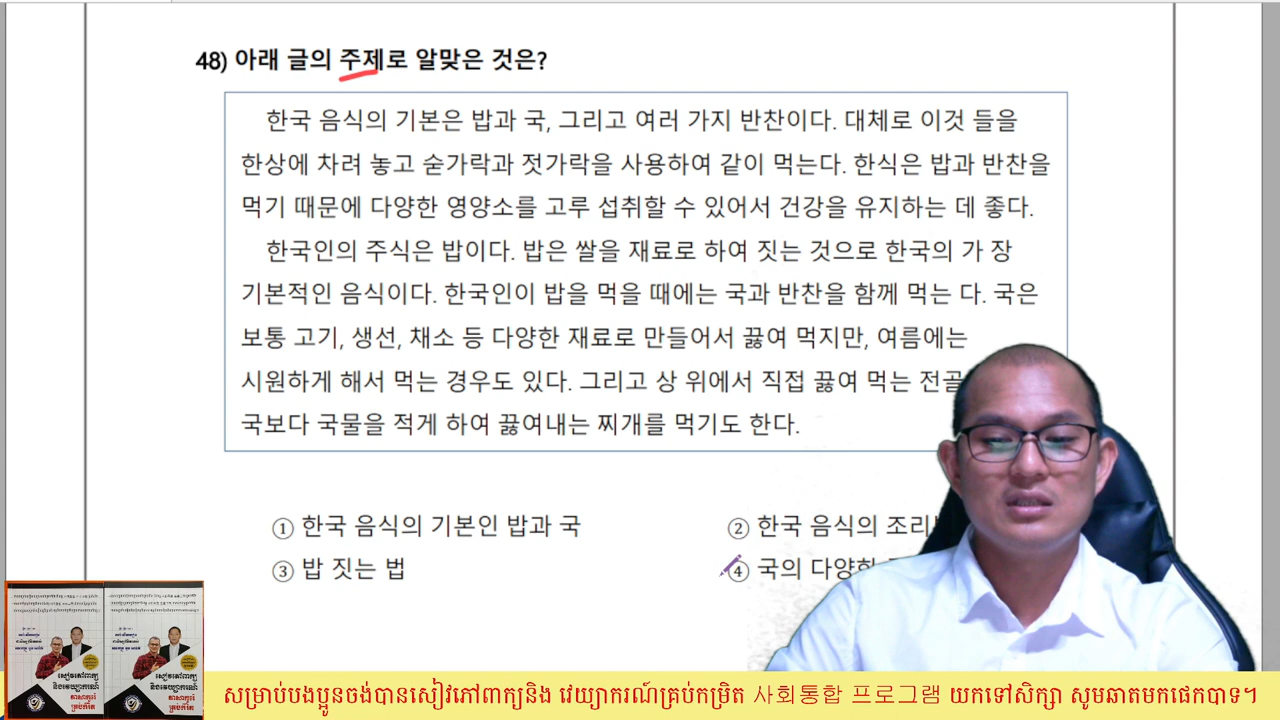 48) 아래 글의 주제로 알맞은 것은?
한국 음식의 기본은 밥과 국, 그리고 여러 가지 반찬이다. 대체로 이것 들을
한상에 차려 놓고 숟가락과 젓가락을 사용하여 같이 먹는다. 한식은 밥과 반찬을
먹기 때문에 다양한 영양소를 고루 섭취할 수 있어서 건강을 유지하는 데 좋다.
한국인의 주식은 밥이다. 밥은 쌀을 재료로 하여 짓는 것으로 한국의 가 장
기본적인 음식이다. 한국인이 밥을 먹을 때에는 국과 반찬을 함께 먹는 다. 국은
보통 고기, 생선, 채소 등 다양한 재료로 만들어서 끓여 먹지만, 여름에는
시원하게 해서 먹는 경우도 있다. 그리고 상 위에서 직접 끓여 먹는 전골
국보다 국물을 적게 하여 끓여내는 찌개를 먹기도 한다.
① 한국 음식의 기본인 밥과 국 ② 한국 음식의 조리
③ 밥 짓는 법 ④ 국의 다양한
សម្រាប់បងប្អូនចង់បានសៀវភៅពាក្យនិង វេយ្យាករណ៍គ្រប់កម្រិត 사회통합 프로그램 យកទៅសិក្សា សូមឆាតមកផេកបាទ។